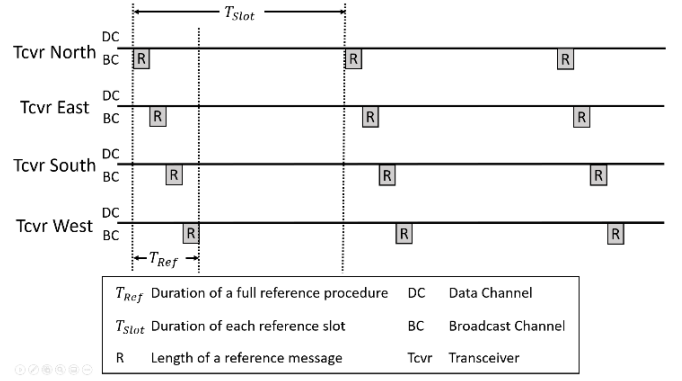 T_Slot
DC
Tcvr North
BC
R R R
DC
Tcvr East
BC
R R R
DC
Tcvr South
BC
R R R
DC
Tcvr West
BC
R R R
T_Ref
T_Ref Duration of a full reference procedure DC Data Channel
T_Slot Duration of each reference slot BC Broadcast Channel
R Length of a reference message Tcvr Transceiver